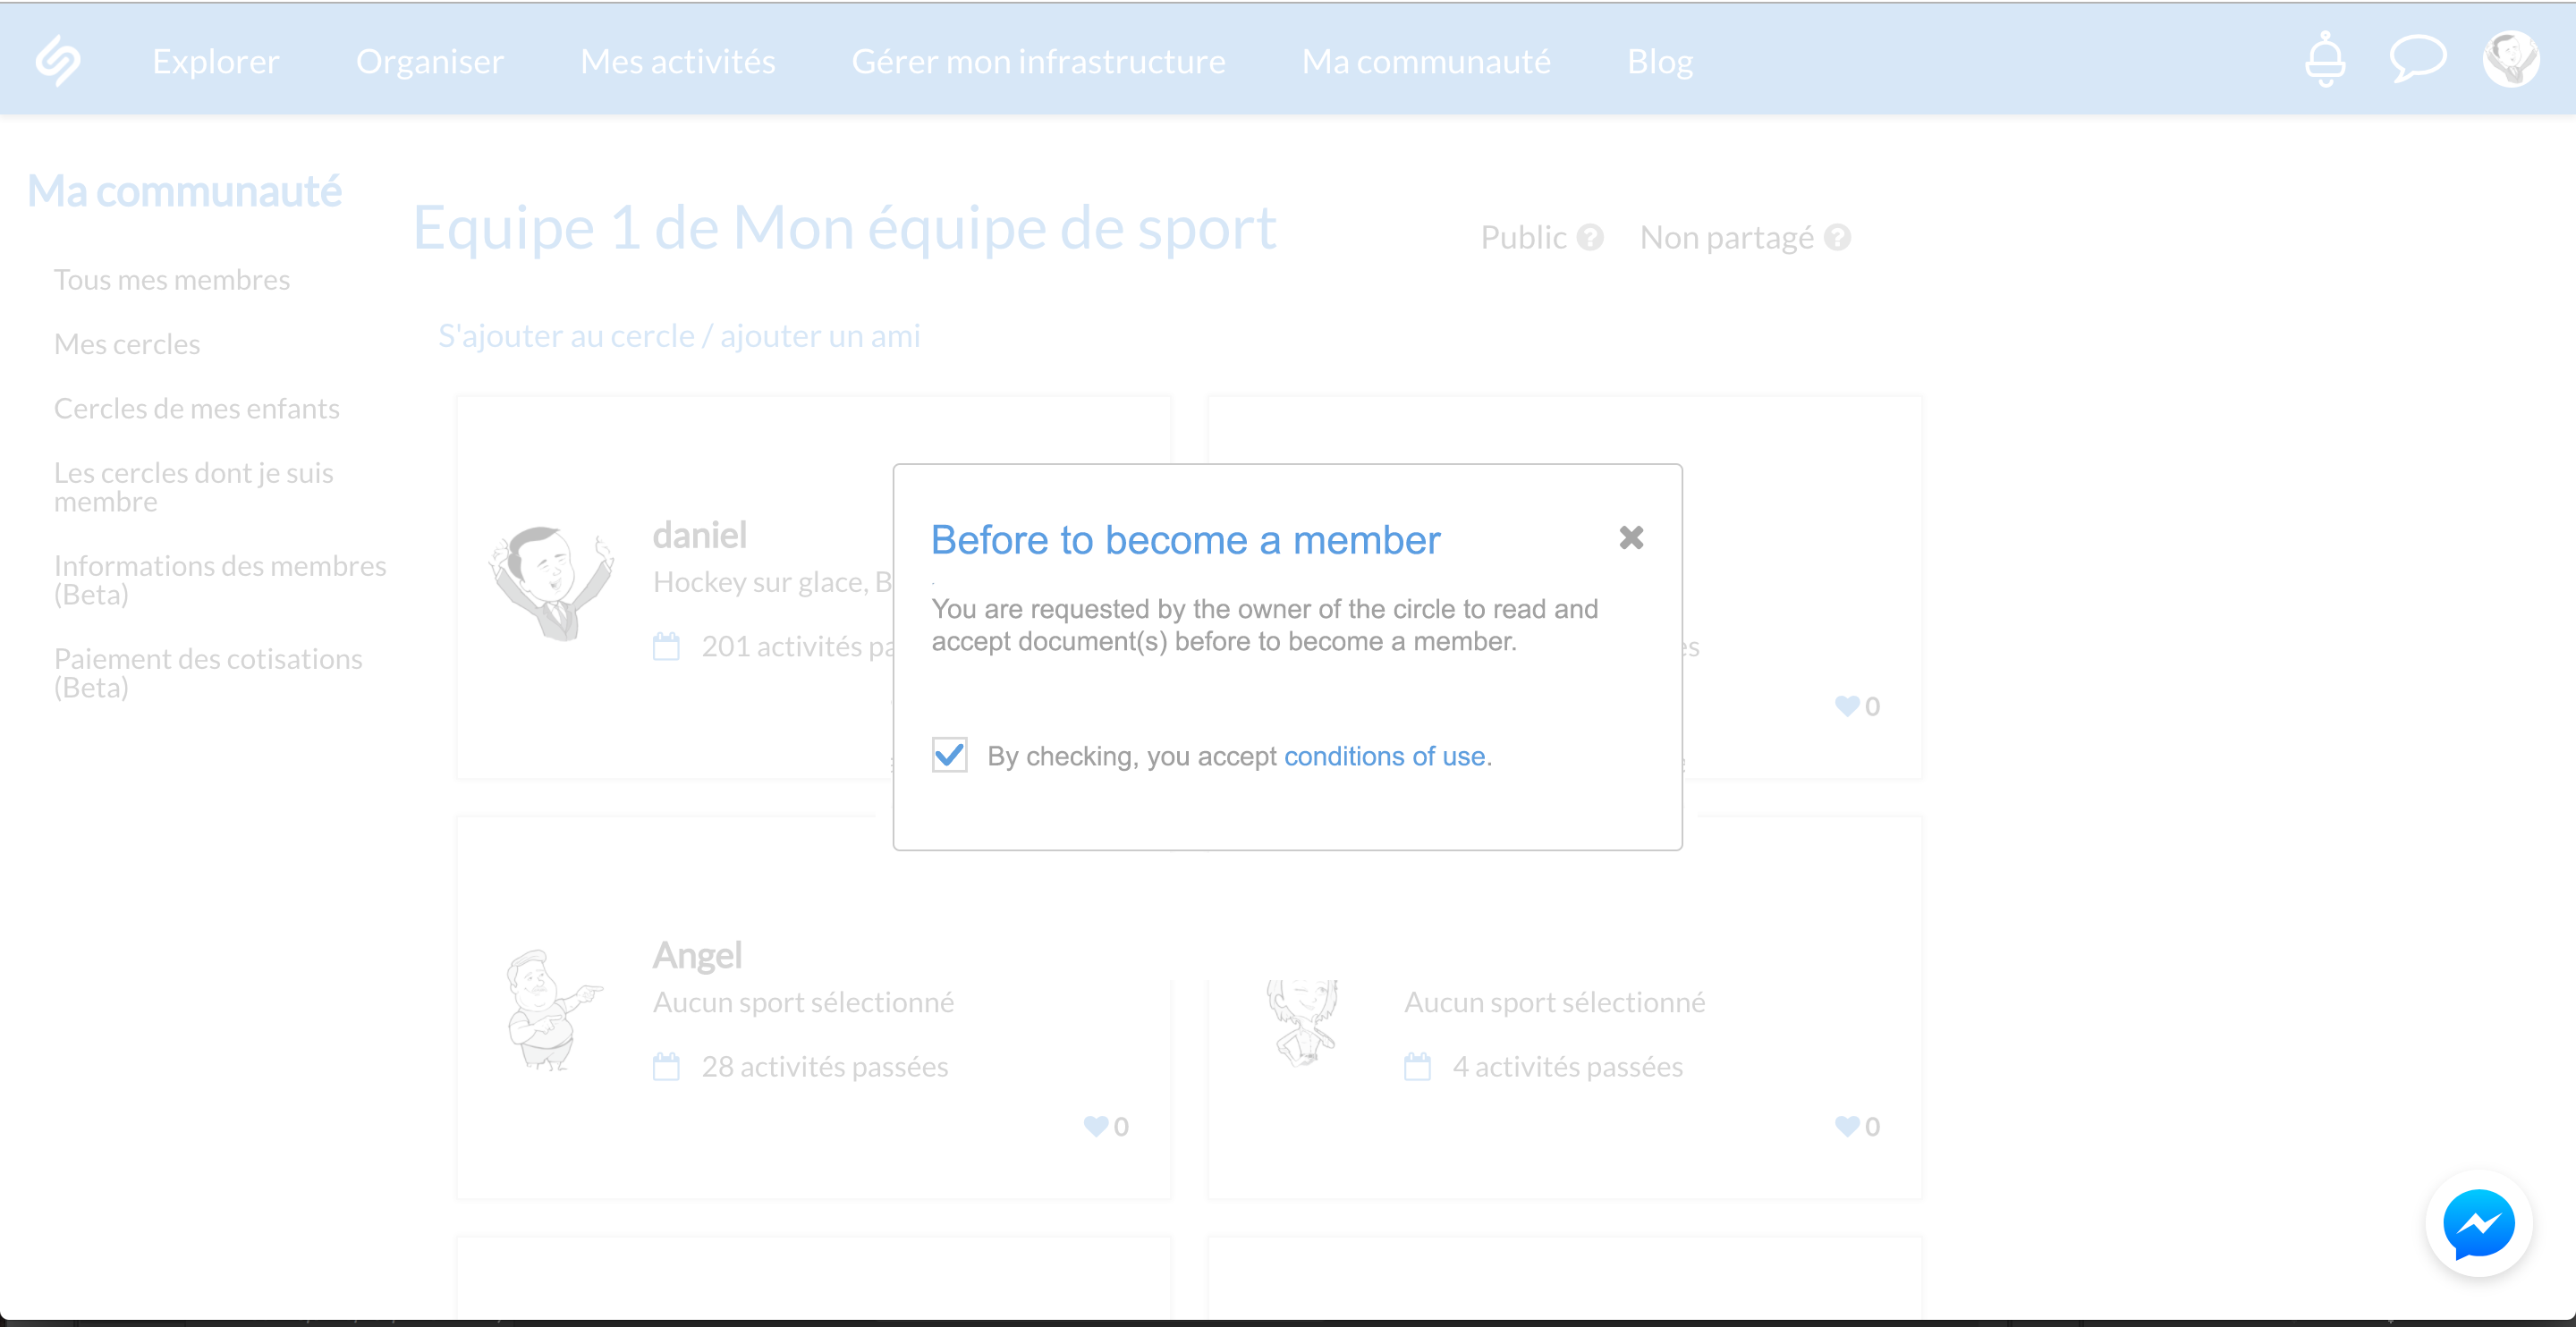 Explorer Organiser Mes activités Gérer mon infrastructure Ma communauté Blog
Ma communauté
Tous mes membres
Mes cercles
Cercles de mes enfants
Les cercles dont je suis
membre
Informations des membres
(Beta)
Paiement des cotisations
(Beta)
Equipe 1 de Mon équipe de sport
Public ? Non partagé ?
S'ajouter au cercle / ajouter un ami
daniel
Hockey sur glace, B
201 activités pa
es
0
Before to become a member
You are requested by the owner of the circle to read and
accept document(s) before to become a member.
By checking, you accept conditions of use.
Angel
Aucun sport sélectionné
28 activités passées
0
Aucun sport sélectionné
4 activités passées
0